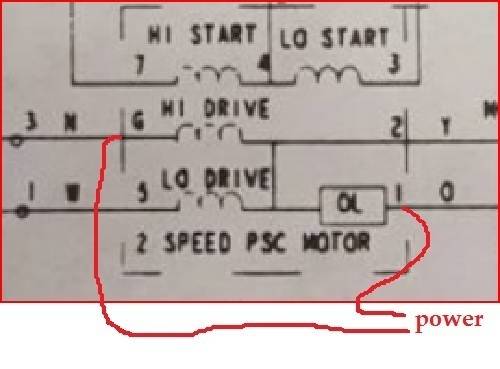 HI START LO START
7 4 3
HI DRIVE
3 N 6 2 Y
LO DRIVE
1 W 5 OL 1 O
2 SPEED PSC MOTOR
power